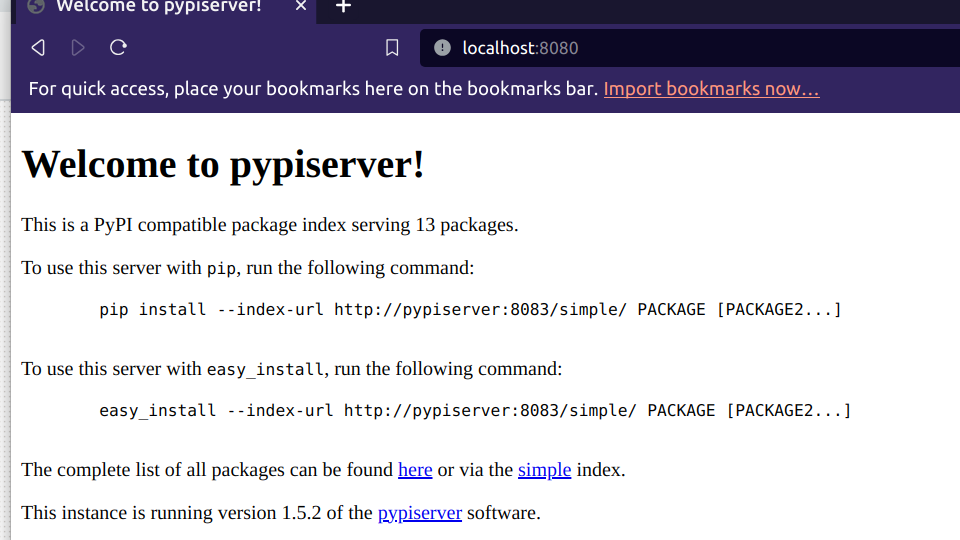 Welcome to pypiserver!
localhost:8080
For quick access, place your bookmarks here on the bookmarks bar. Import bookmarks now...
Welcome to pypiserver!
This is a PyPI compatible package index serving 13 packages.
To use this server with pip, run the following command:
pip install --index-url http://pypiserver:8083/simple/ PACKAGE [PACKAGE2...]
To use this server with easy_install, run the following command:
easy_install --index-url http://pypiserver:8083/simple/ PACKAGE [PACKAGE2...]
The complete list of all packages can be found here or via the simple index.
This instance is running version 1.5.2 of the pypiserver software.